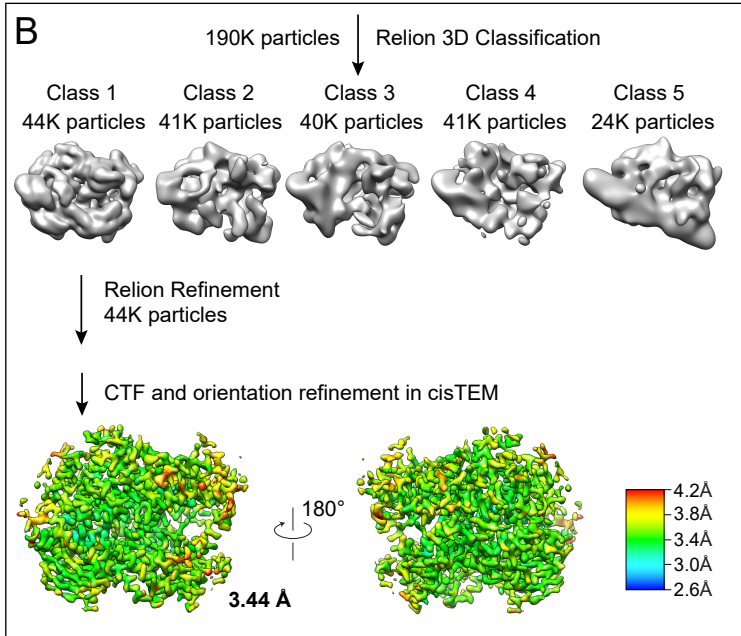 B
190K particles
Relion 3D Classification
Class 1
44K particles
Class 2
41K particles
Class 3
40K particles
Class 4
41K particles
Class 5
24K particles
Relion Refinement
44K particles
CTF and orientation refinement in cisTEM
180°
3.44 Å
4.2Å
3.8Å
3.4Å
3.0Å
2.6Å